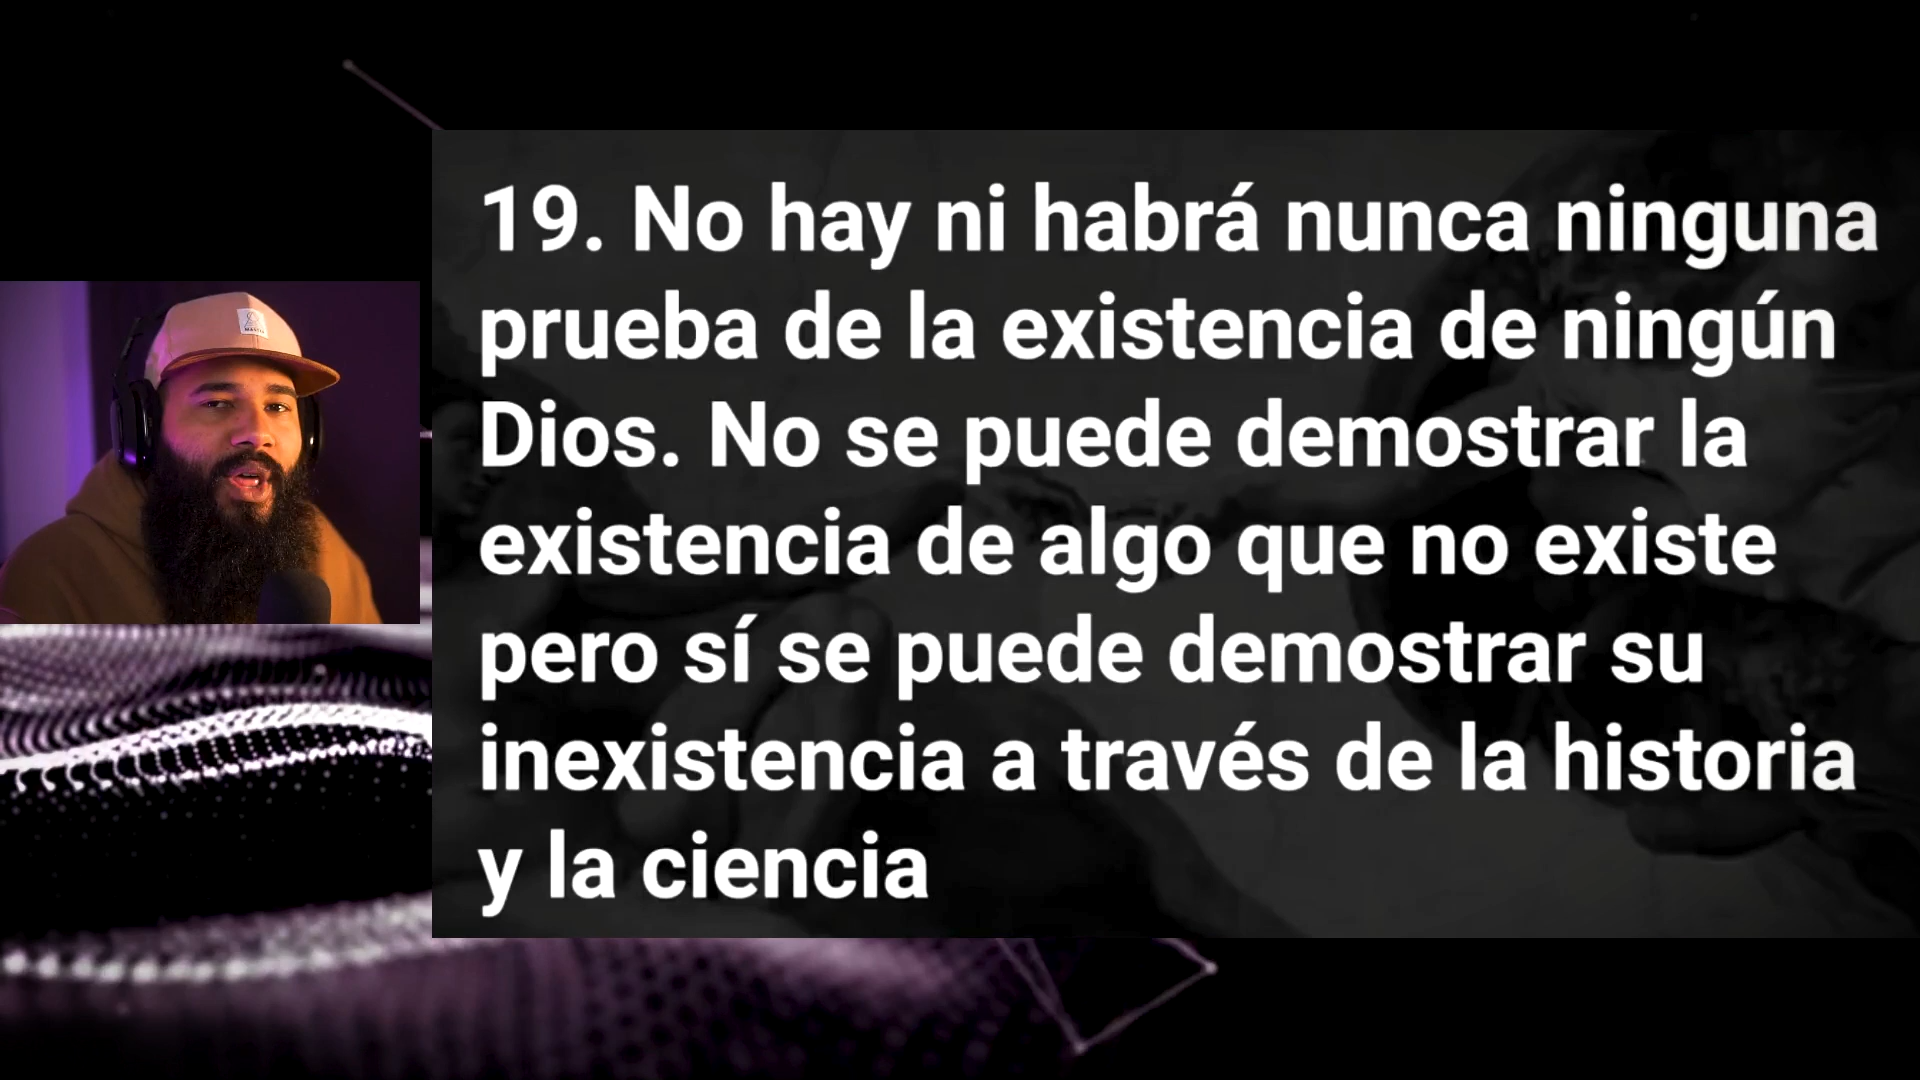 19. No hay ni habrá nunca ninguna
prueba de la existencia de ningún
Dios. No se puede demostrar la
existencia de algo que no existe
pero sí se puede demostrar su
inexistencia a través de la historia
y la ciencia